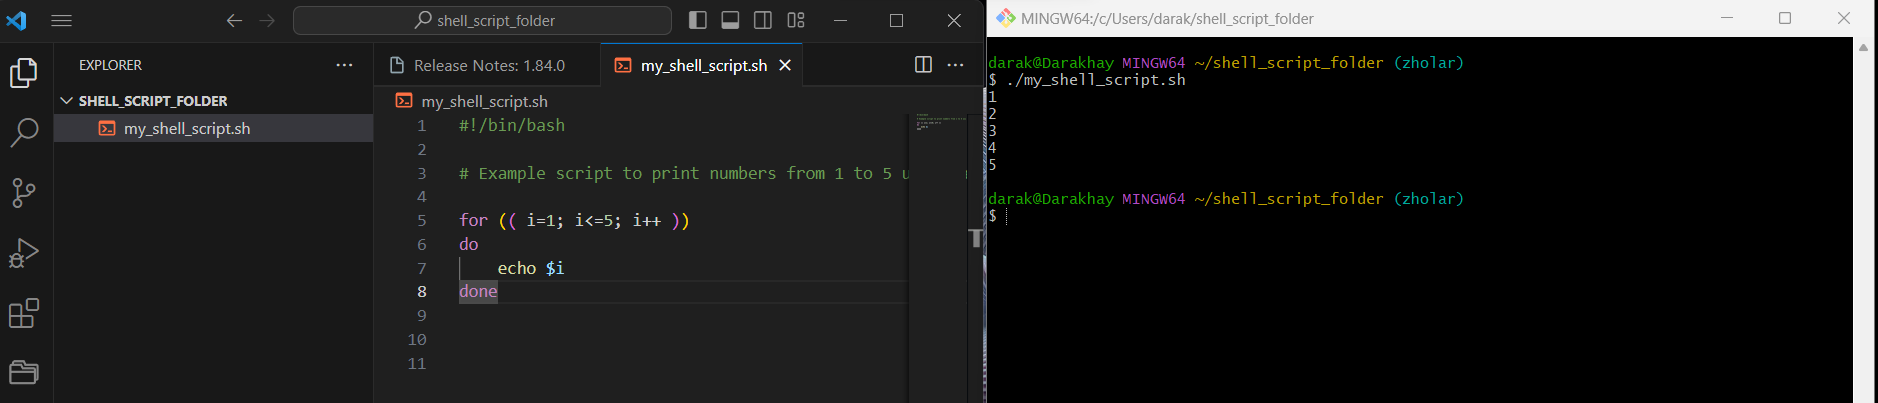 shell_script_folder
EXPLORER
SHELL_SCRIPT_FOLDER
my_shell_script.sh
Release Notes: 1.84.0
my_shell_script.sh
my_shell_script.sh
1 #!/bin/bash
2
3 # Example script to print numbers from 1 to 5 u
4
5 for (( i=1; i<=5; i++ ))
6 do
7 echo $i
8 done
9
10
11
MINGW64:/c/Users/darak/shell_script_folder
darak@Darakhay MINGW64 ~/shell_script_folder (zholar)
$ ./my_shell_script.sh
1
2
3
4
5
darak@Darakhay MINGW64 ~/shell_script_folder (zholar)
$